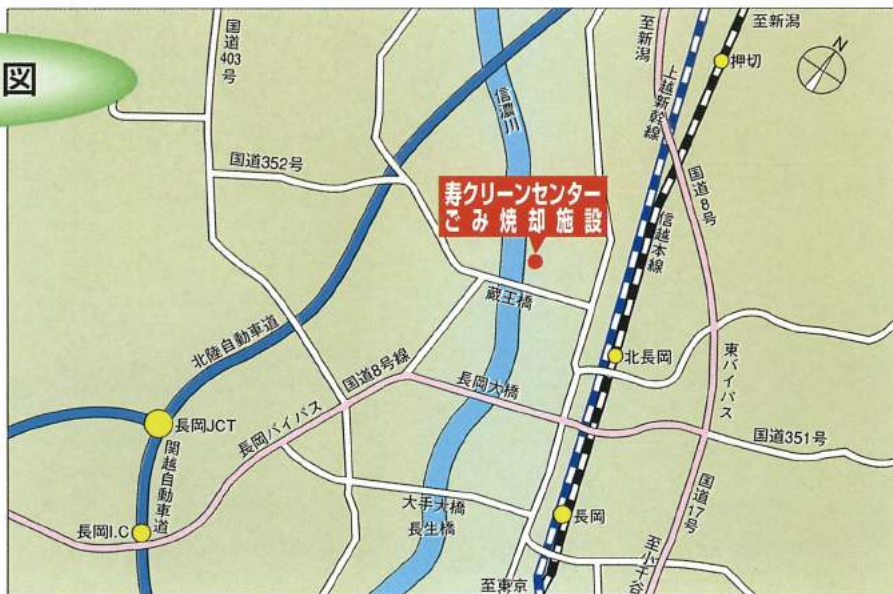 図
国道403号
信濃川
至新潟
至新潟
押切
N
上越新幹線
国道352号
国道8号
寿クリーンセンター
ごみ焼却施設
信越本線
蔵王橋
北陸自動車道
国道8号線
長岡大橋
北長岡
東バイパス
長岡JCT
長岡バイパス
国道351号
関越自動車道
国道17号
大手大橋
長生橋
長岡I.C
長岡
至小千谷
至東京